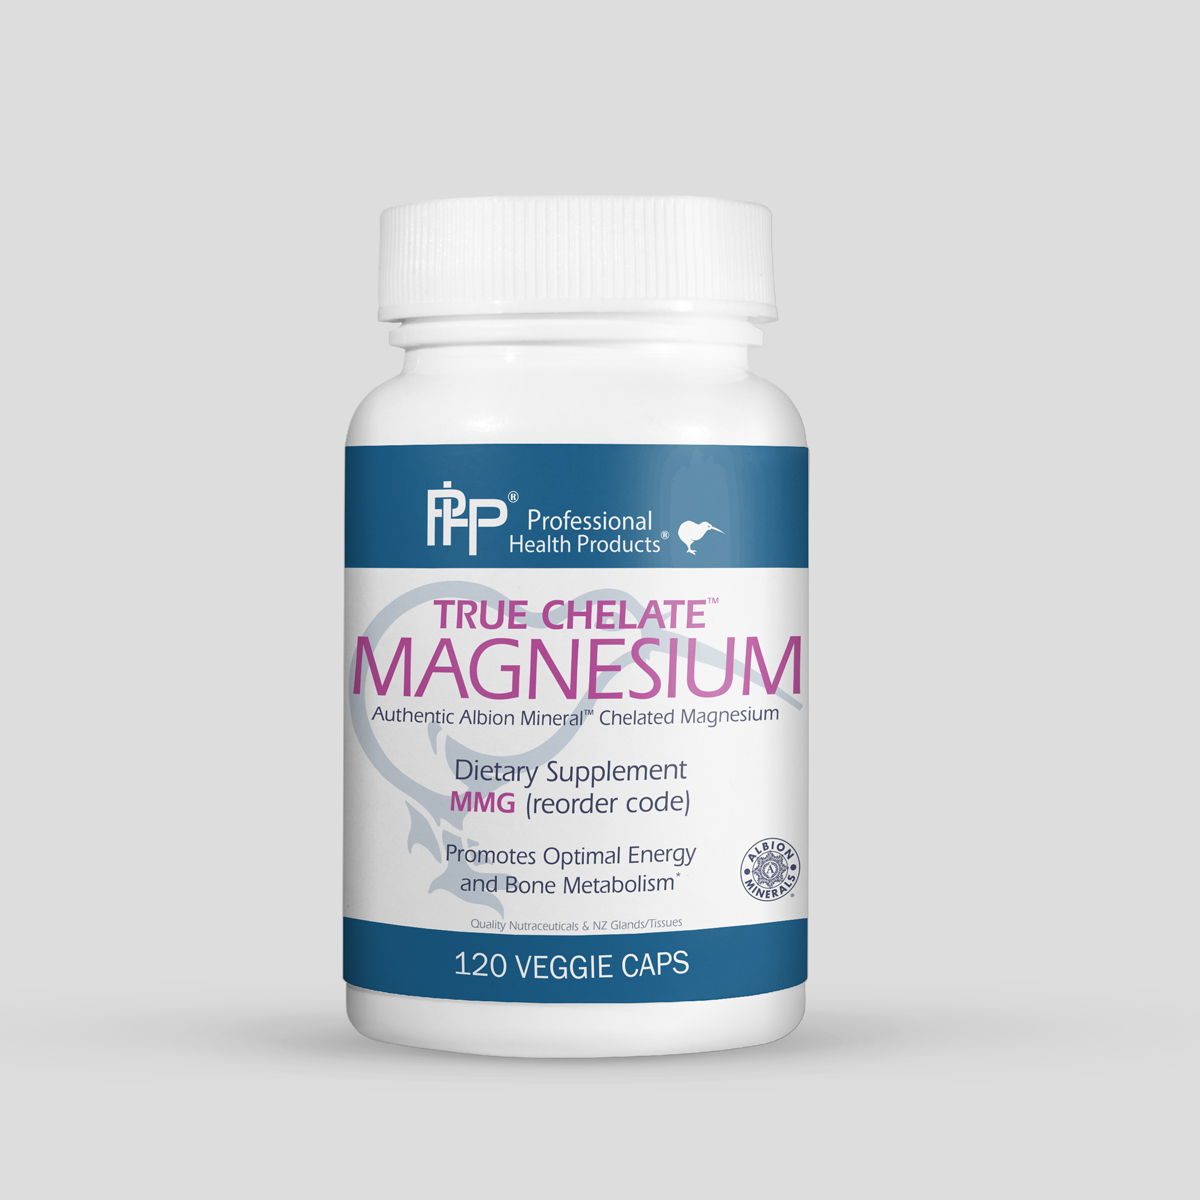 PHP®
Professional
Health Products®
TRUE CHELATE™
MAGNESIUM
Authentic Albion Mineral™ Chelated Magnesium
Dietary Supplement
MMG (reorder code)
Promotes Optimal Energy
and Bone Metabolism*
ALBION
A
MINERALS®
Quality Nutraceuticals & NZ Glands/Tissues
120 VEGGIE CAPS